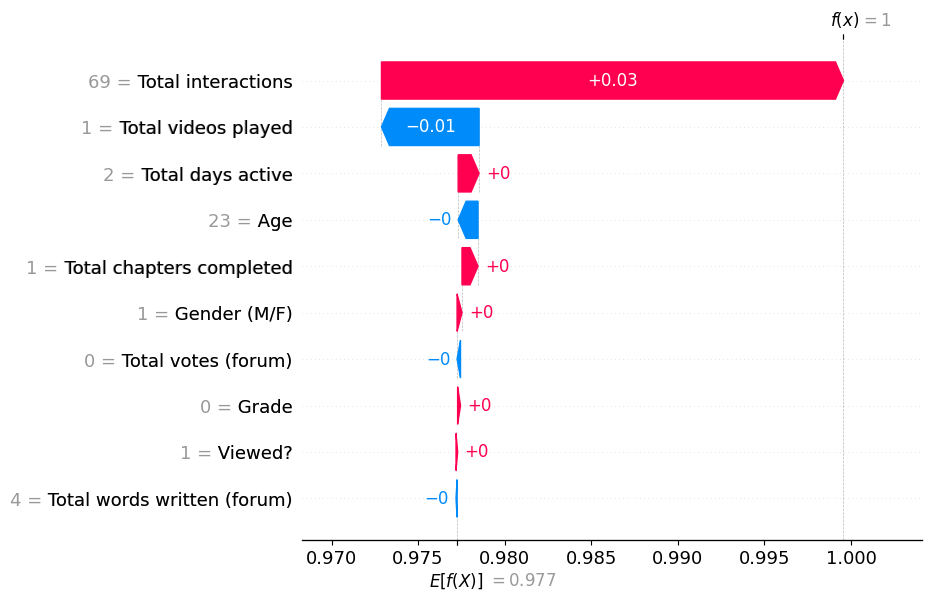 f(x) = 1
69 = Total interactions +0.03
1 = Total videos played −0.01
2 = Total days active +0
23 = Age −0
1 = Total chapters completed +0
1 = Gender (M/F) +0
0 = Total votes (forum) −0
0 = Grade +0
1 = Viewed? +0
4 = Total words written (forum) −0
0.970 0.975 0.980 0.985 0.990 0.995 1.000
E[f(X)] = 0.977